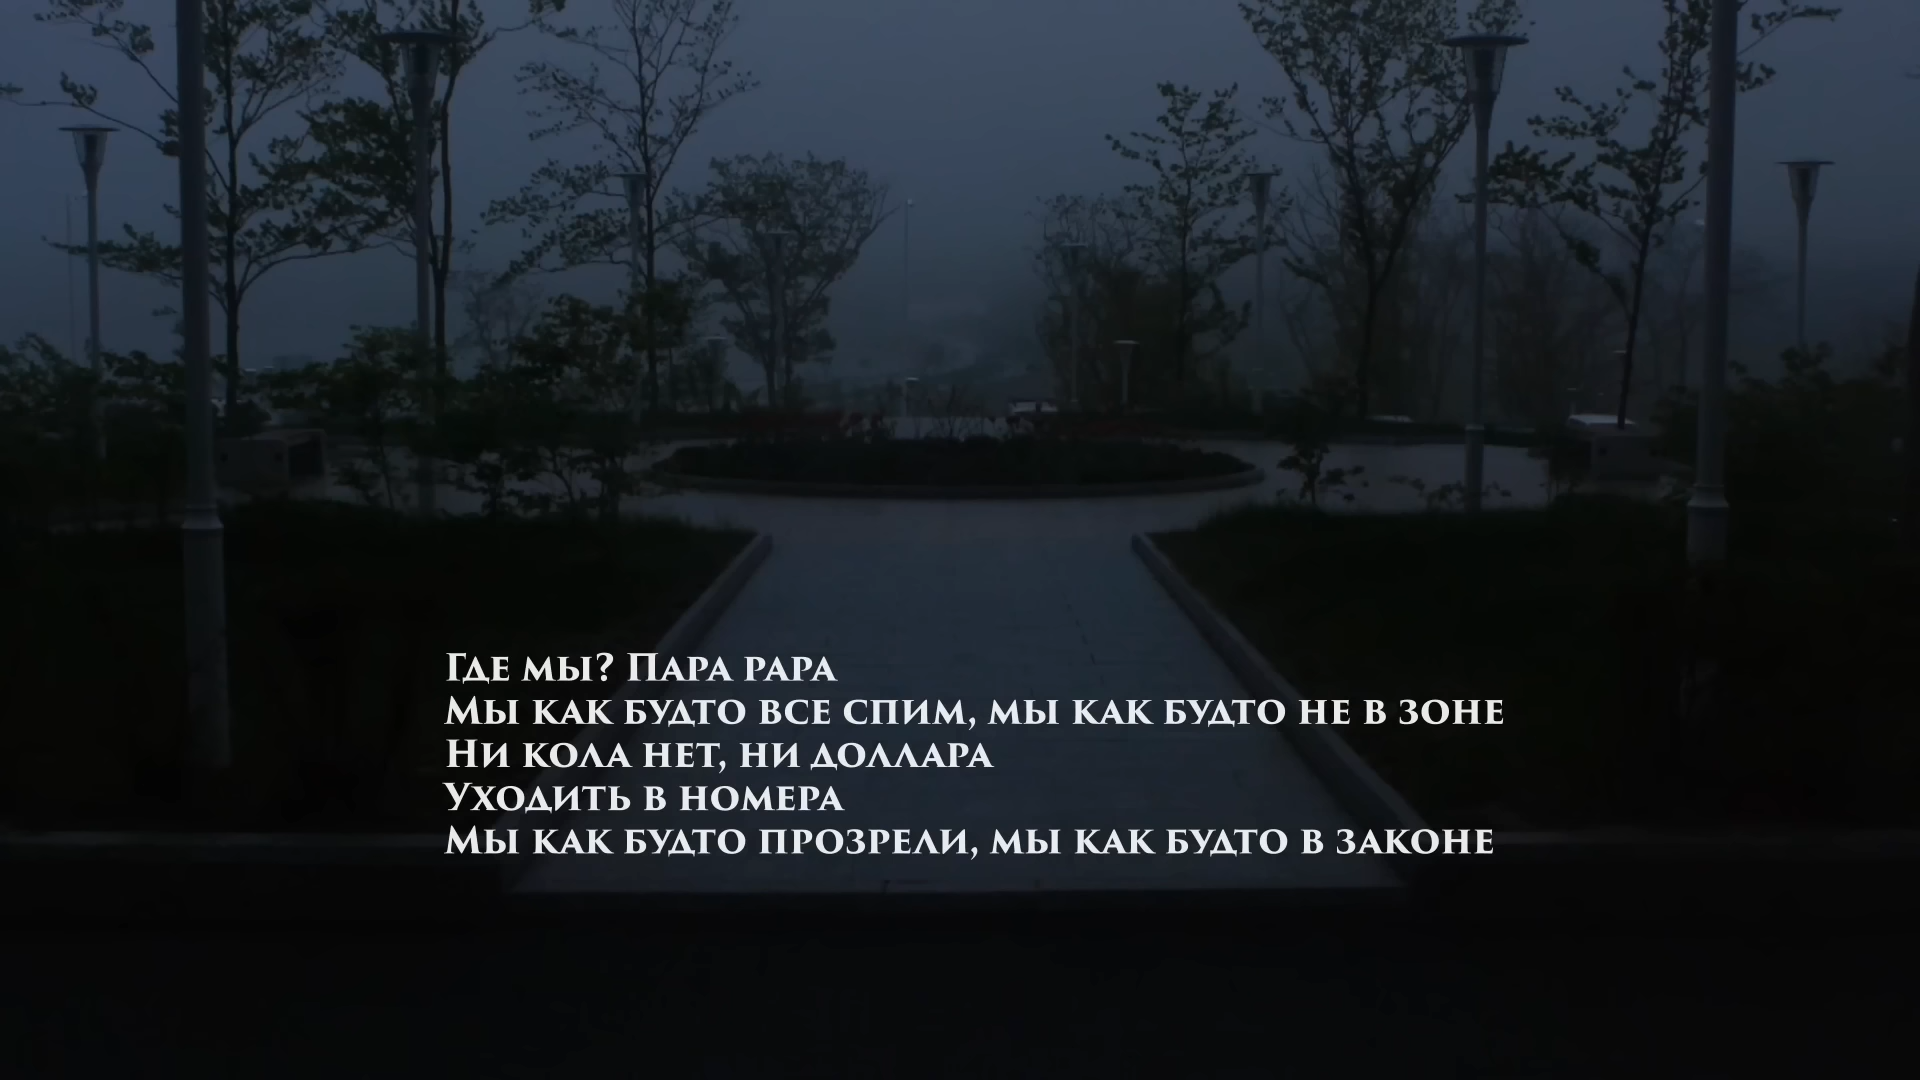 Где мы? Пара рара
Мы как будто все спим, мы как будто не в зоне
Ни кола нет, ни доллара
Уходить в номера
Мы как будто прозрели, мы как будто в законе